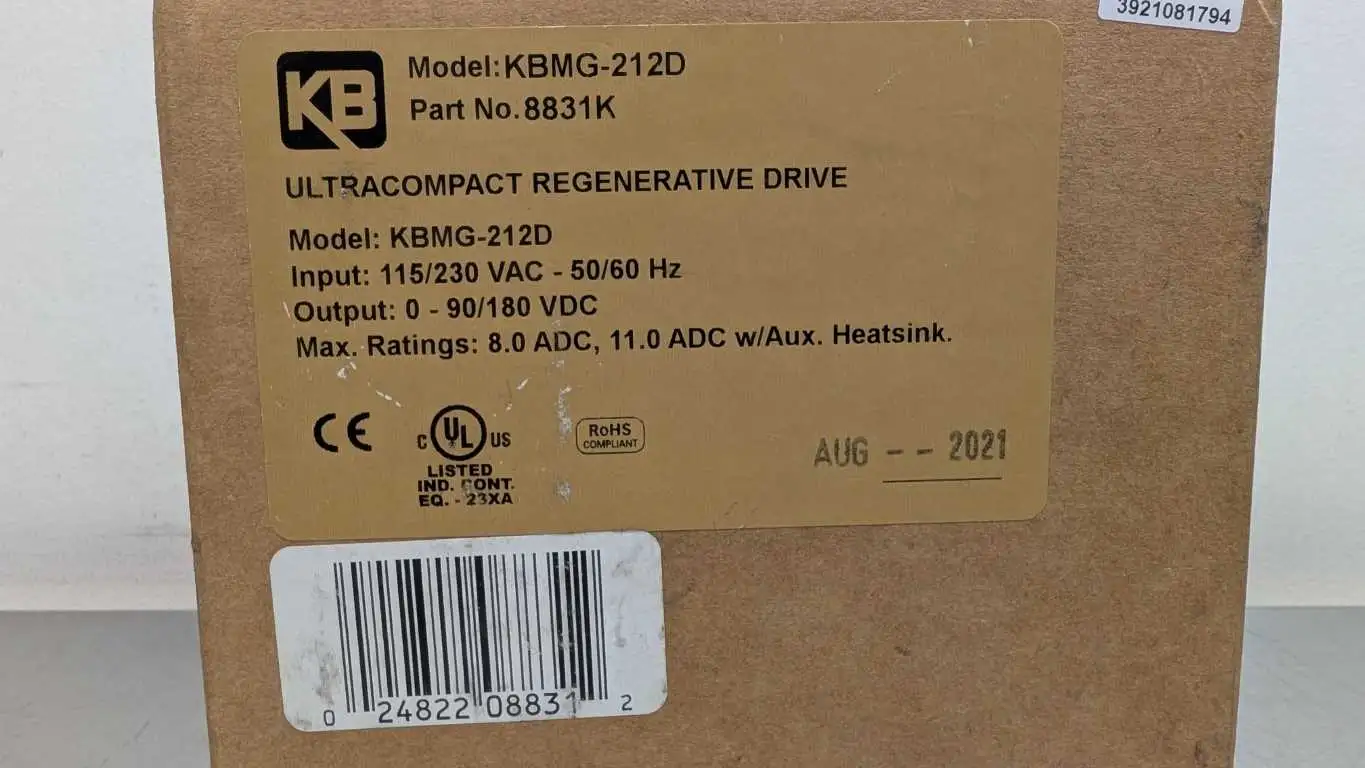 3921081794
KB
Model:KBMG-212D
Part No.8831K
ULTRACOMPACT REGENERATIVE DRIVE
Model: KBMG-212D
Input: 115/230 VAC - 50/60 Hz
Output: 0 - 90/180 VDC
Max. Ratings: 8.0 ADC, 11.0 ADC w/Aux. Heatsink.
CE
C UL US
LISTED
IND. CONT.
EQ. - 23XA
RoHS
COMPLIANT
AUG -- 2021
0 24822 08831 2